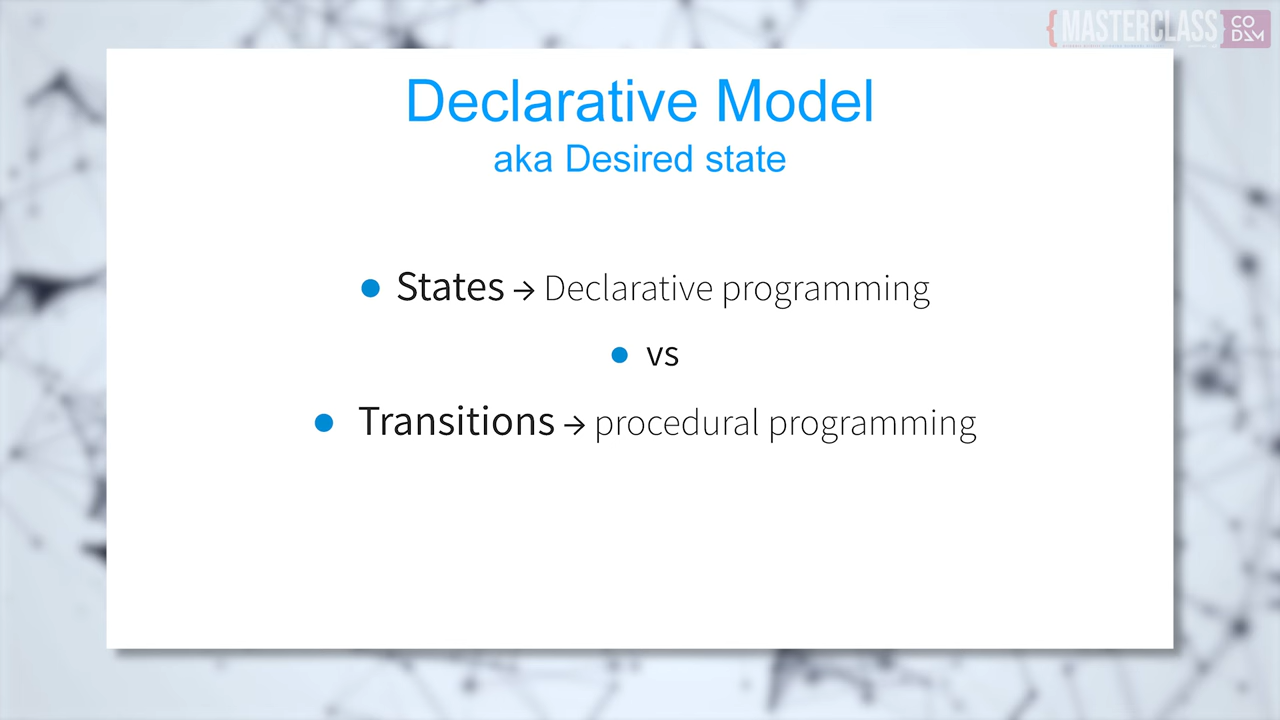 {MASTERCLASS}
CO
DAM
Declarative Model
aka Desired state
● States → Declarative programming
● vs
● Transitions → procedural programming